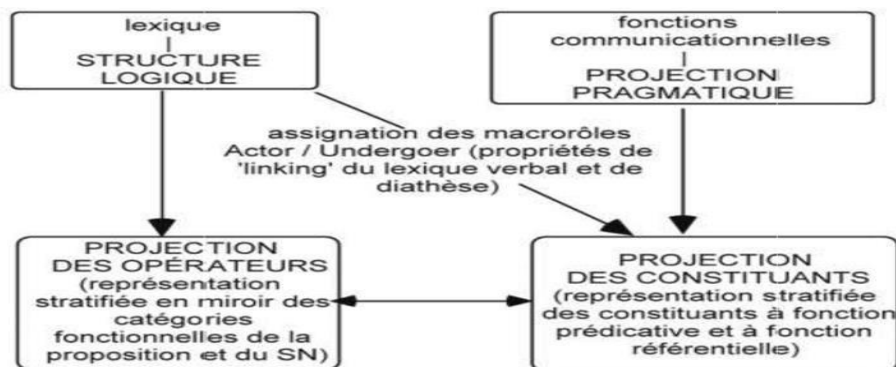 lexique
|
STRUCTURE
LOGIQUE
fonctions
communicationnelles
|
PROJECTION
PRAGMATIQUE
assignation des macrorôles
Actor / Undergoer (propriétés de
'linking' du lexique verbal et de
diathèse)
PROJECTION
DES OPÉRATEURS
(représentation
stratifiée en miroir des
catégories
fonctionnelles de la
proposition et du SN)
PROJECTION
DES CONSTITUANTS
(représentation stratifiée
des constituants à fonction
prédicative et à fonction
référentielle)